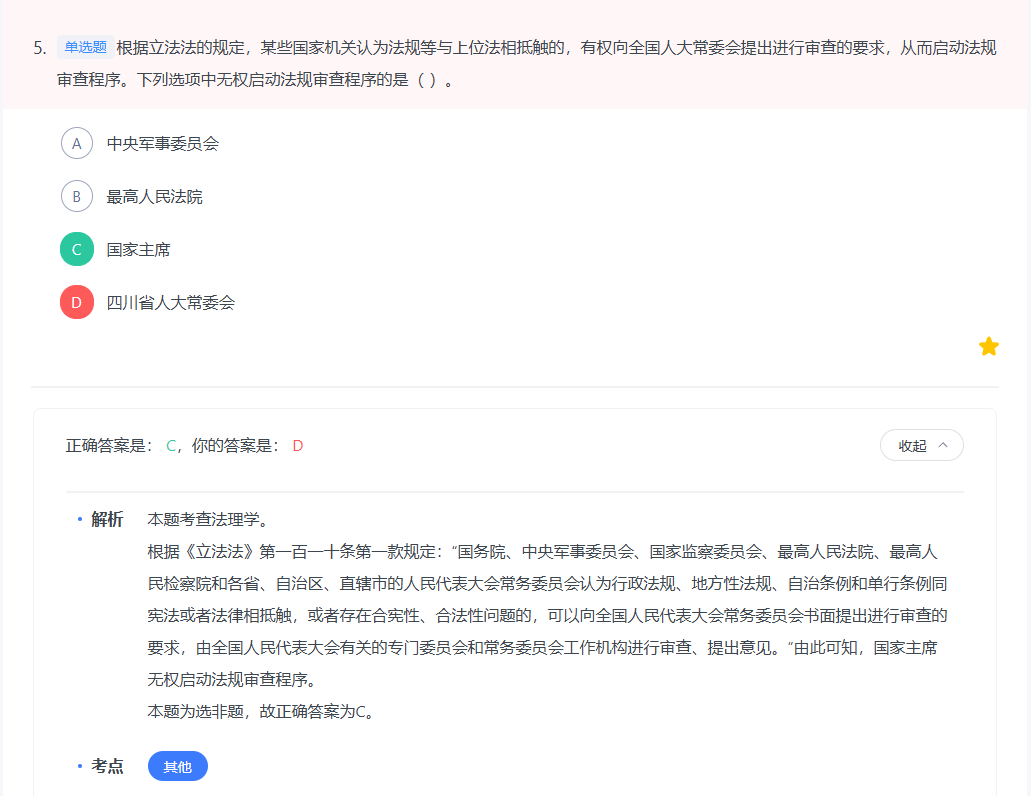 5. 单选题 根据立法法的规定，某些国家机关认为法规等与上位法相抵触的，有权向全国人大常委会提出进行审查的要求，从而启动法规
审查程序。下列选项中无权启动法规审查程序的是（ ）。
A 中央军事委员会
B 最高人民法院
C 国家主席
D 四川省人大常委会
正确答案是： C，你的答案是： D
收起
解析 本题考查法理学。
根据《立法法》第一百一十条第一款规定：“国务院、中央军事委员会、国家监察委员会、最高人民法院、最高人
民检察院和各省、自治区、直辖市的人民代表大会常务委员会认为行政法规、地方性法规、自治条例和单行条例同
宪法或者法律相抵触，或者存在合宪性、合法性问题的，可以向全国人民代表大会常务委员会书面提出进行审查的
要求，由全国人民代表大会有关的专门委员会和常务委员会工作机构进行审查、提出意见。“由此可知，国家主席
无权启动法规审查程序。
本题为选非题，故正确答案为C。
考点 其他